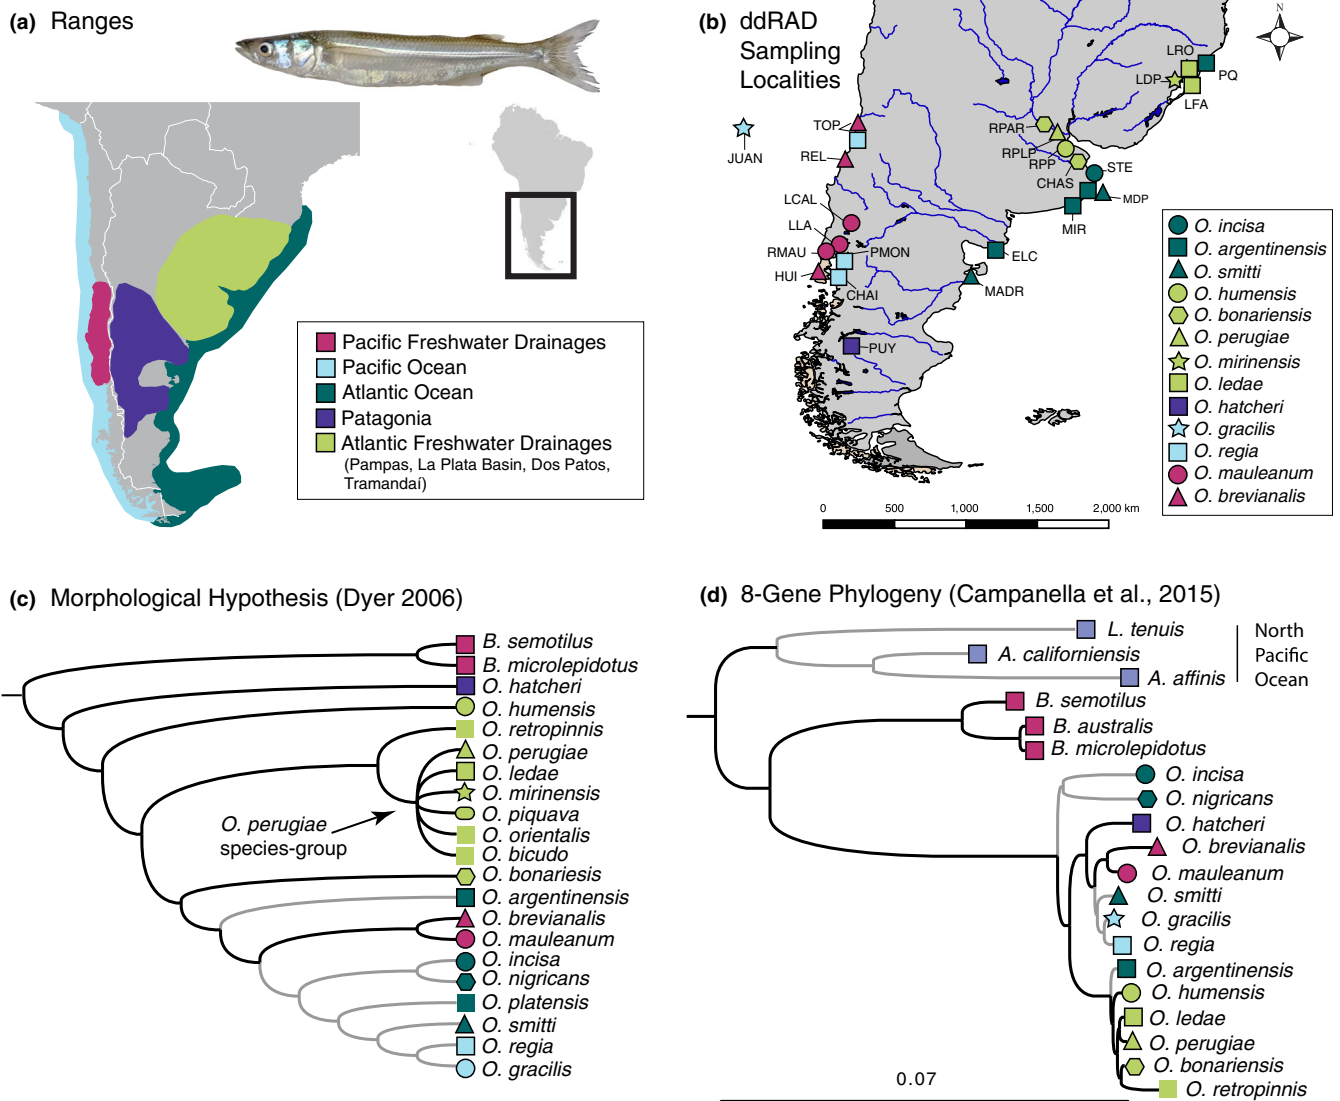 (a) Ranges
Pacific Freshwater Drainages
Pacific Ocean
Atlantic Ocean
Patagonia
Atlantic Freshwater Drainages
(Pampas, La Plata Basin, Dos Patos,
Tramandaí)
(b) ddRAD
Sampling
Localities
N
LRO
PQ
LDP
LFA
TOP
REL
JUAN
RPAR
RPLP
RPP
CHAS
STE
MDP
MIR
LCAL
LLA
RMAU
PMON
HUI
CHAI
ELC
MADR
PUY
O. incisa
O. argentinensis
O. smitti
O. humensis
O. bonariensis
O. perugiae
O. mirinensis
O. ledae
O. hatcheri
O. gracilis
O. regia
O. mauleanum
O. brevianalis
0 500 1,000 1,500 2,000 km
(c) Morphological Hypothesis (Dyer 2006)
B. semotilus
B. microlepidotus
O. hatcheri
O. humensis
O. retropinnis
O. perugiae
O. ledae
O. mirinensis
O. piquava
O. orientalis
O. bicudo
O. perugiae
species-group
O. bonariesis
O. argentinensis
O. brevianalis
O. mauleanum
O. incisa
O. nigricans
O. platensis
O. smitti
O. regia
O. gracilis
(d) 8-Gene Phylogeny (Campanella et al., 2015)
L. tenuis
A. californiensis
A. affinis
North
Pacific
Ocean
B. semotilus
B. australis
B. microlepidotus
O. incisa
O. nigricans
O. hatcheri
O. brevianalis
O. mauleanum
O. smitti
O. gracilis
O. regia
O. argentinensis
O. humensis
O. ledae
O. perugiae
O. bonariensis
O. retropinnis
0.07